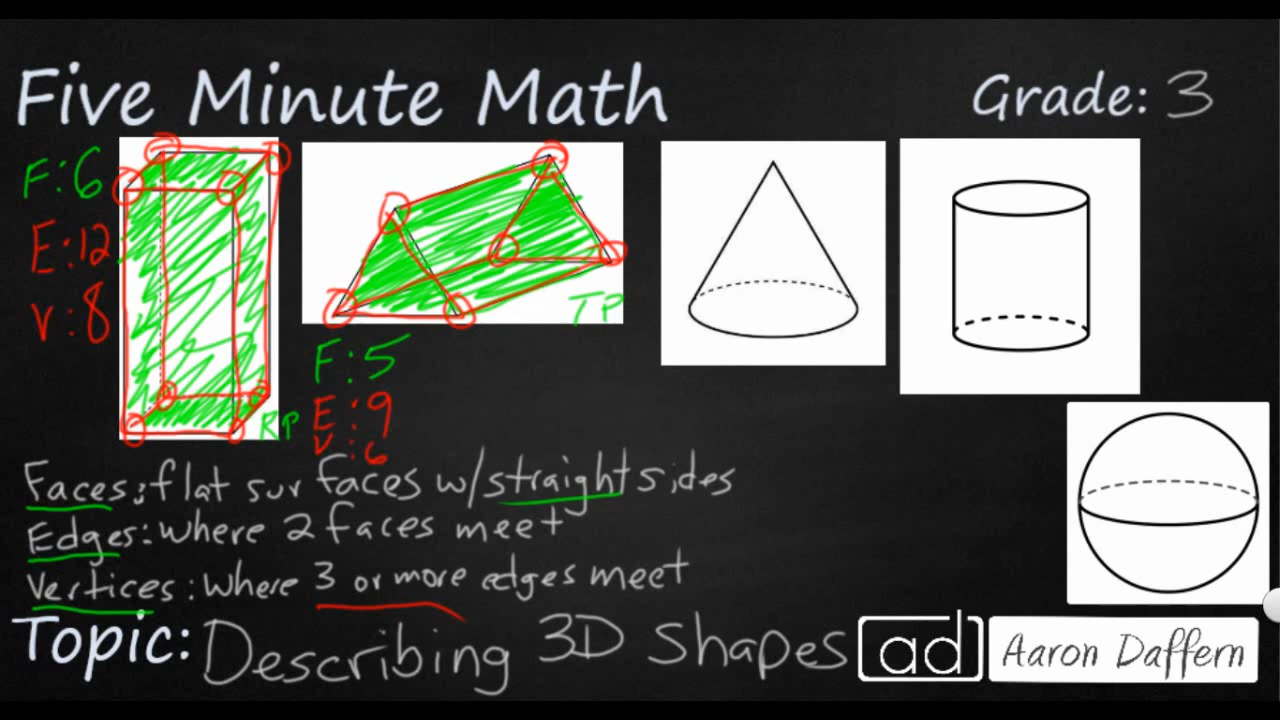 Five Minute Math
Grade: 3
F:6
E:12
V:8
RP
TP
F:5
E:9
V:6
Faces: flat surfaces w/straight sides
Edges: where 2 faces meet
Vertices: where 3 or more edges meet
Topic: Describing 3D Shapes
ad
Aaron Daffern